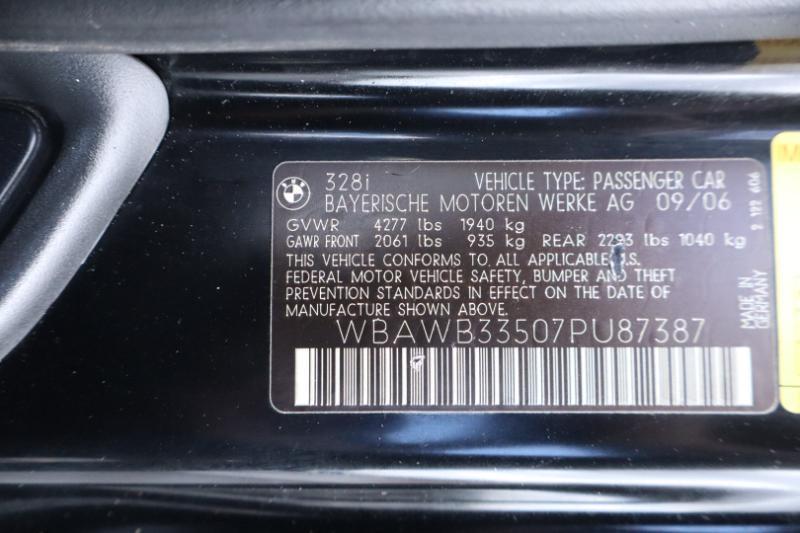 328i VEHICLE TYPE: PASSENGER CAR
BAYERISCHE MOTOREN WERKE AG 09/06
GVWR 4277 lbs 1940 kg
GAWR FRONT 2061 lbs 935 kg REAR 2293 lbs 1040 kg
THIS VEHICLE CONFORMS TO ALL APPLICABLE U.S.
FEDERAL MOTOR VEHICLE SAFETY, BUMPER AND THEFT
PREVENTION STANDARDS IN EFFECT ON THE DATE OF
MANUFACTURE SHOWN ABOVE.
WBAWB33507PU87387
MADE IN
GERMANY